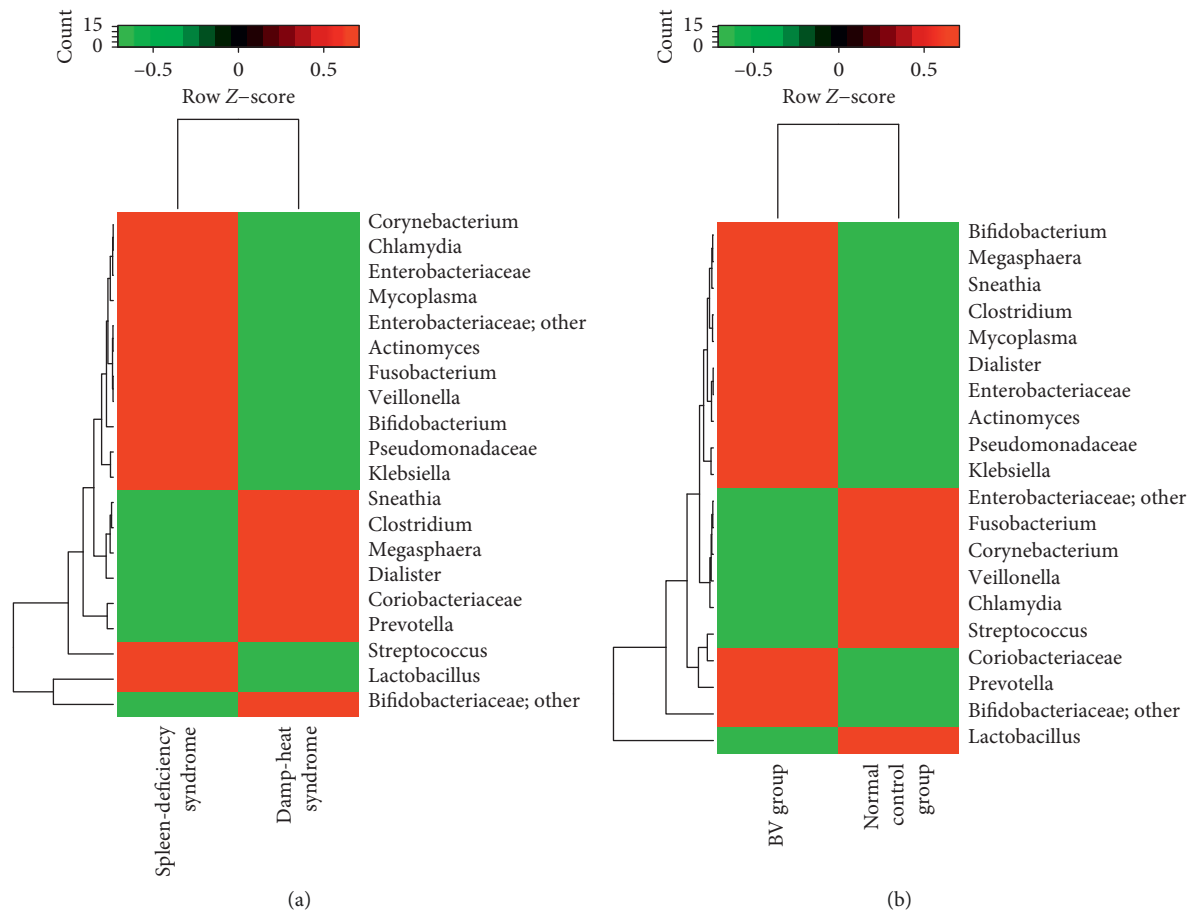 Count
15
0
−0.5
0
0.5
Row Z−score
Corynebacterium
Chlamydia
Enterobacteriaceae
Mycoplasma
Enterobacteriaceae; other
Actinomyces
Fusobacterium
Veillonella
Bifidobacterium
Pseudomonadaceae
Klebsiella
Sneathia
Clostridium
Megasphaera
Dialister
Coriobacteriaceae
Prevotella
Streptococcus
Lactobacillus
Bifidobacteriaceae; other
Spleen-deficiency
syndrome
Damp-heat
syndrome
(a)
Count
15
0
−0.5
0
0.5
Row Z−score
Bifidobacterium
Megasphaera
Sneathia
Clostridium
Mycoplasma
Dialister
Enterobacteriaceae
Actinomyces
Pseudomonadaceae
Klebsiella
Enterobacteriaceae; other
Fusobacterium
Corynebacterium
Veillonella
Chlamydia
Streptococcus
Coriobacteriaceae
Prevotella
Bifidobacteriaceae; other
Lactobacillus
BV group
Normal
control
group
(b)